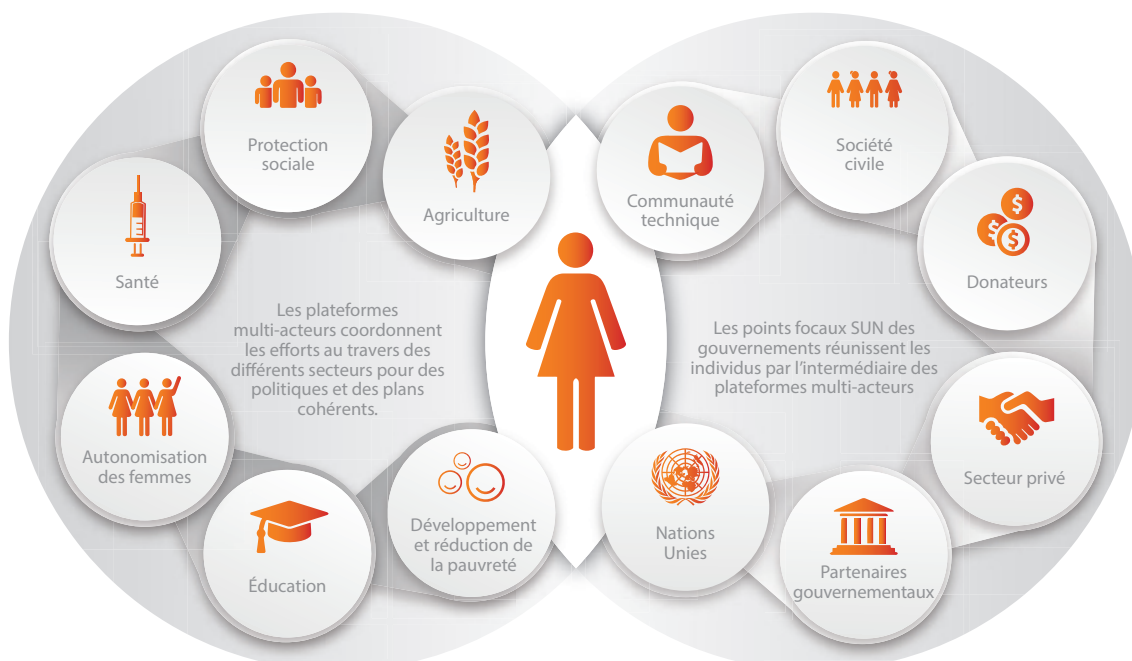 Protection
sociale
Agriculture
Santé
Les plateformes
multi-acteurs coordonnent
les efforts au travers des
différents secteurs pour des
politiques et des plans
cohérents.
Autonomisation
des femmes
Éducation
Développement
et réduction de
la pauvreté
Communauté
technique
Société
civile
Donateurs
Les points focaux SUN des
gouvernements réunissent les
individus par l’intermédiaire des
plateformes multi-acteurs
Secteur privé
Nations
Unies
Partenaires
gouvernementaux
$
$
$